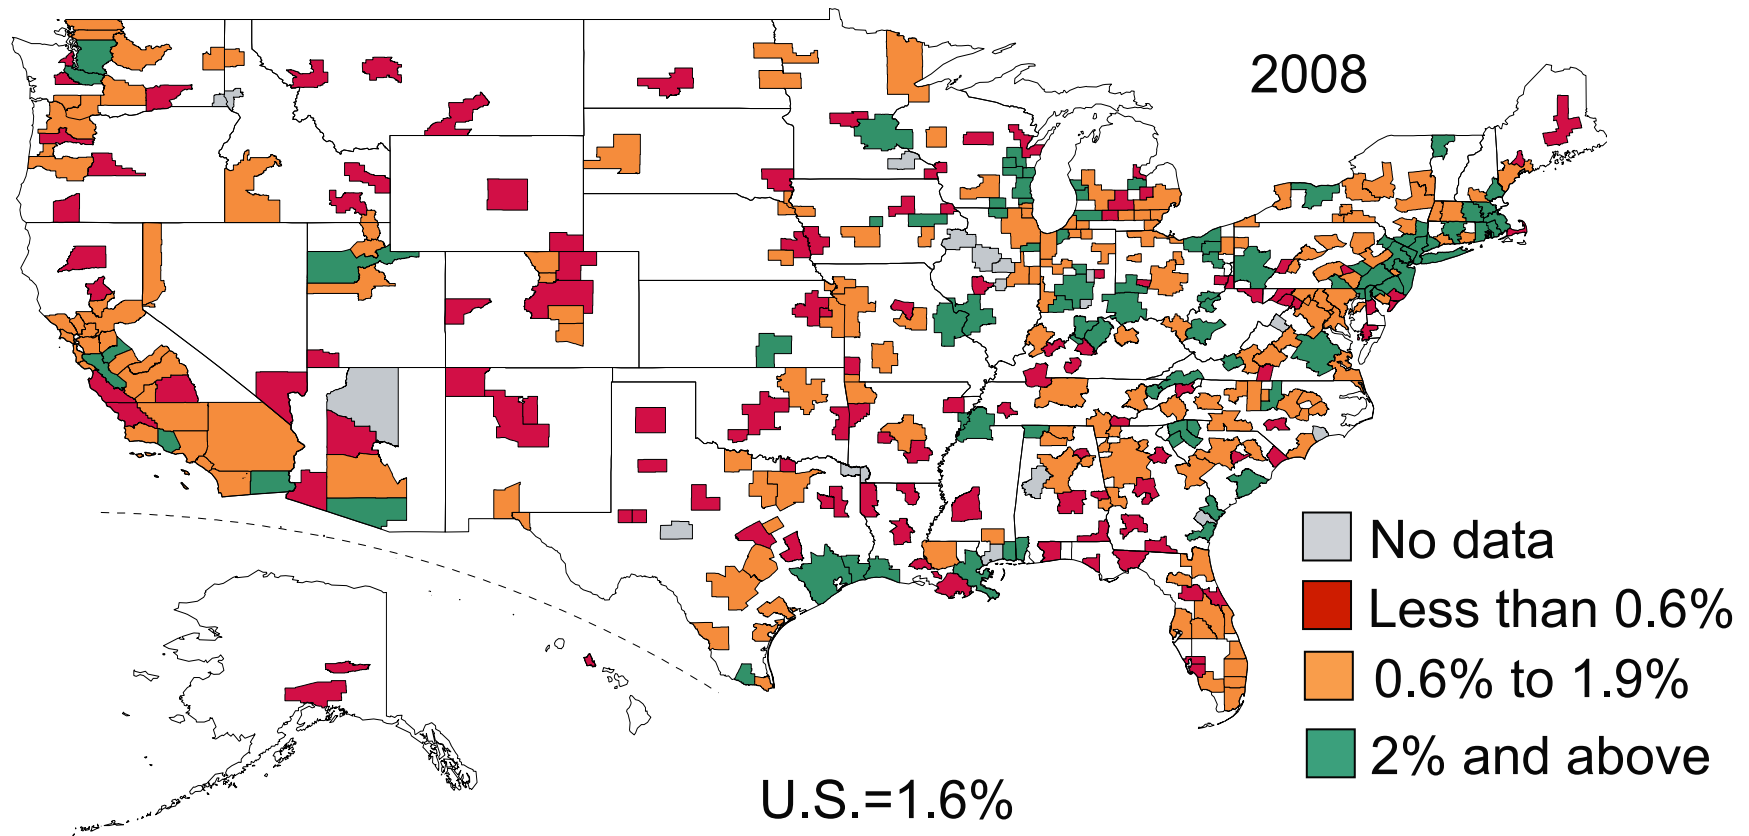 2008
No data
Less than 0.6%
0.6% to 1.9%
2% and above
U.S.=1.6%